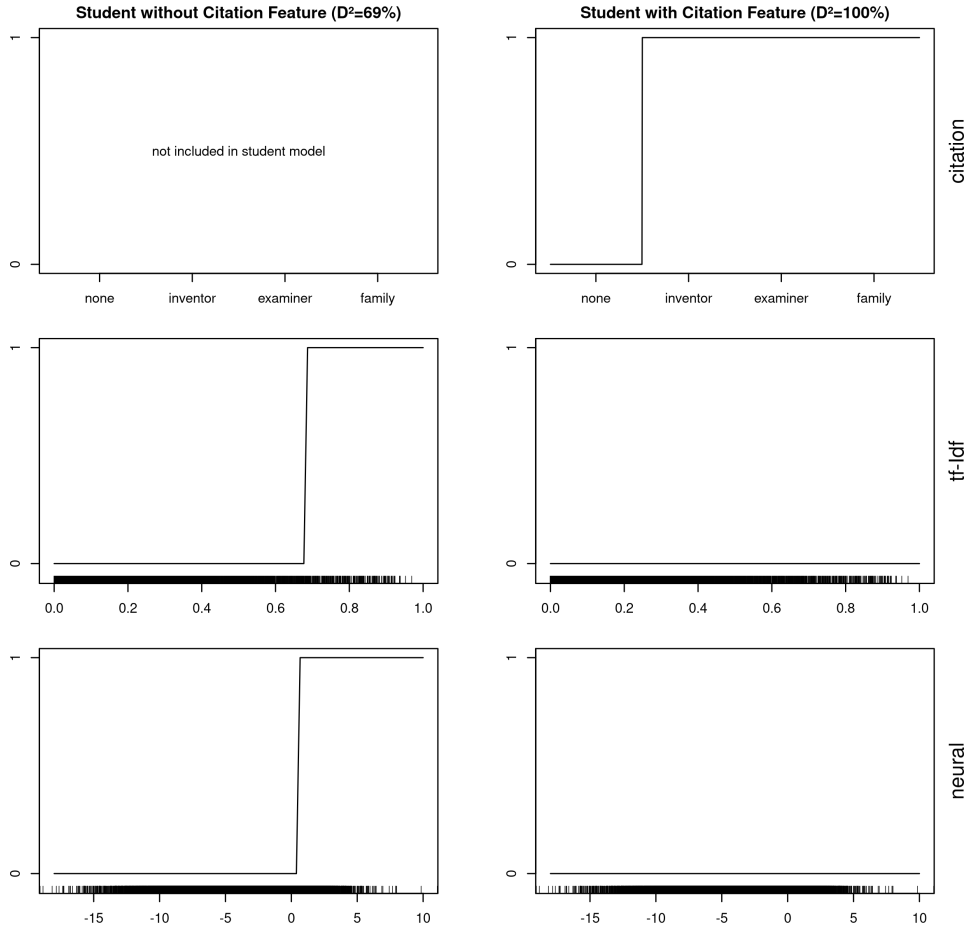 Student without Citation Feature (D²=69%)
Student with Citation Feature (D²=100%)
1
0
not included in student model
none inventor examiner family
1
0
none inventor examiner family
citation
1
0
0.0 0.2 0.4 0.6 0.8 1.0
1
0
0.0 0.2 0.4 0.6 0.8 1.0
tf-Idf
1
0
-15 -10 -5 0 5 10
1
0
-15 -10 -5 0 5 10
neural